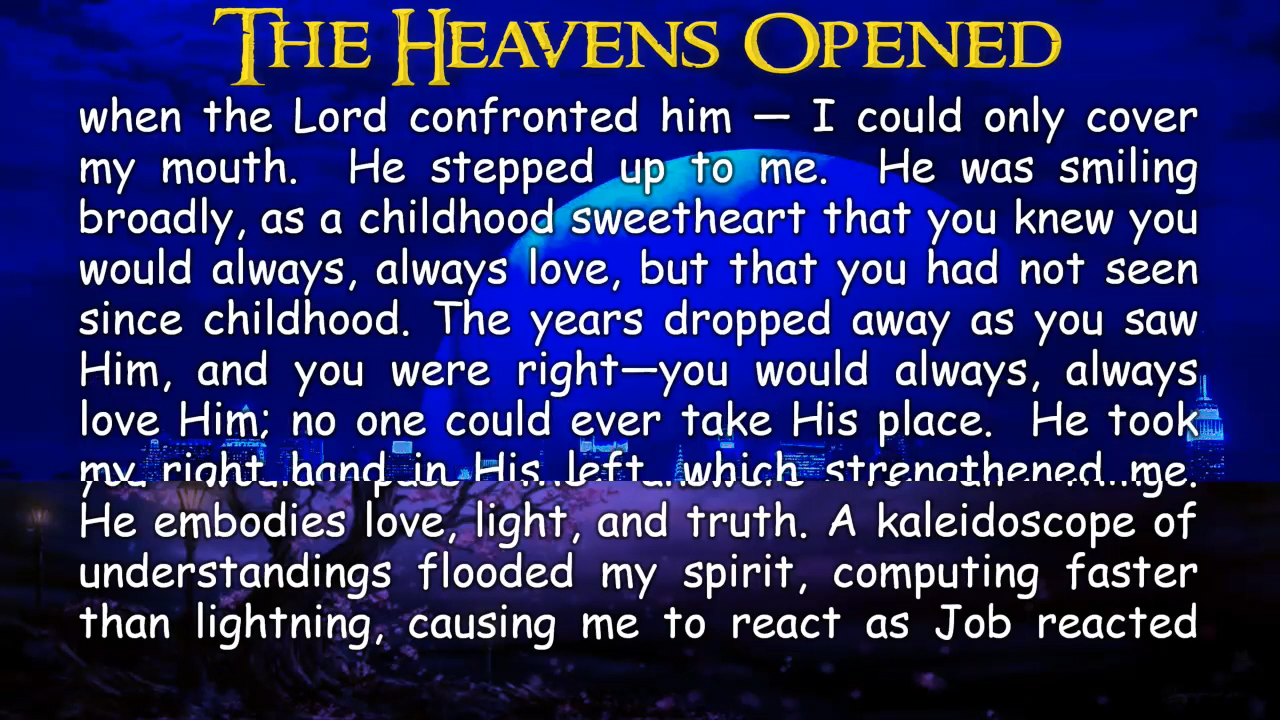 THE HEAVENS OPENED
when the Lord confronted him — I could only cover
my mouth. He stepped up to me. He was smiling
broadly, as a childhood sweetheart that you knew you
would always, always love, but that you had not seen
since childhood. The years dropped away as you saw
Him, and you were right—you would always, always
love Him; no one could ever take His place. He took
my right hand in His left, which strengthened me.
He embodies love, light, and truth. A kaleidoscope of
understandings flooded my spirit, computing faster
than lightning, causing me to react as Job reacted